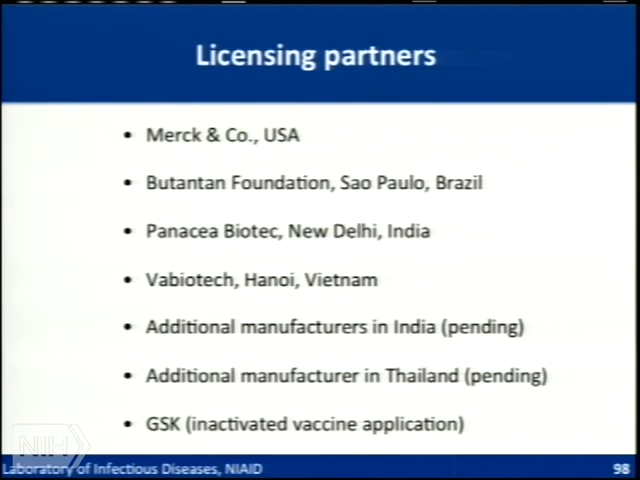 Licensing partners
• Merck & Co., USA
• Butantan Foundation, Sao Paulo, Brazil
• Panacea Biotec, New Delhi, India
• Vabiotech, Hanoi, Vietnam
• Additional manufacturers in India (pending)
• Additional manufacturer in Thailand (pending)
• GSK (inactivated vaccine application)
NIH
Laboratory of Infectious Diseases, NIAID
98